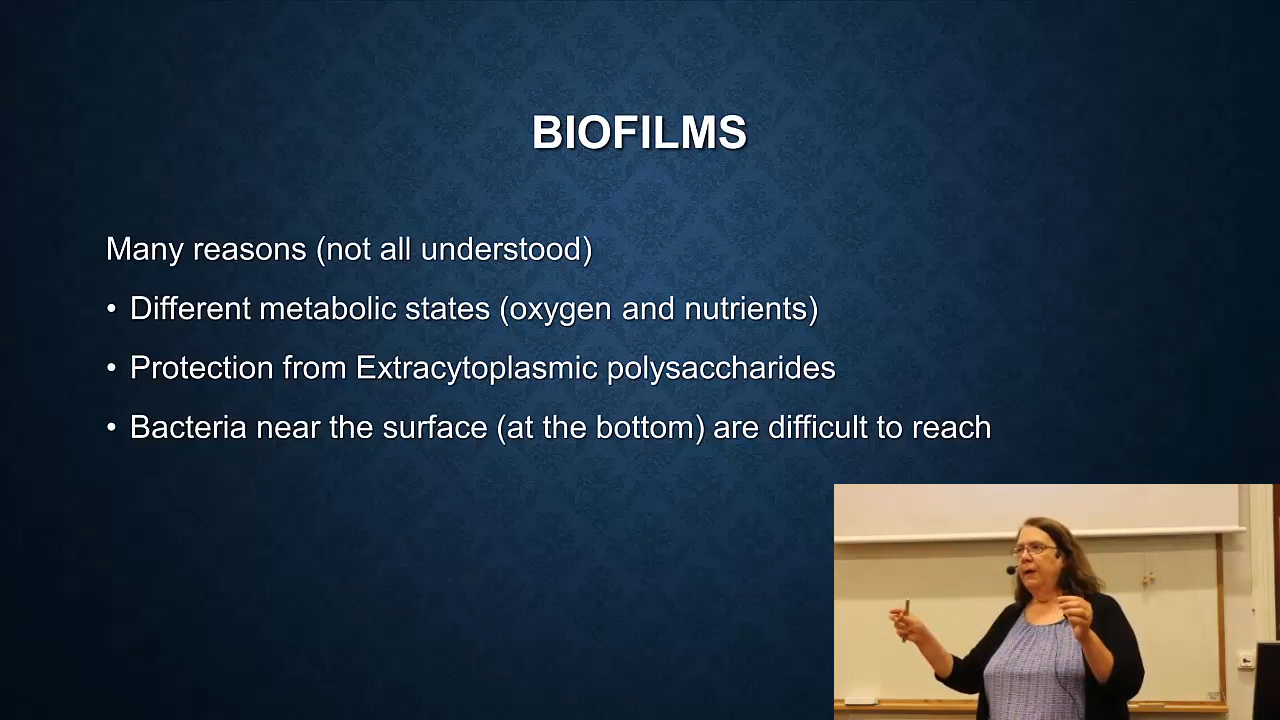 BIOFILMS
Many reasons (not all understood)
• Different metabolic states (oxygen and nutrients)
• Protection from Extracytoplasmic polysaccharides
• Bacteria near the surface (at the bottom) are difficult to reach